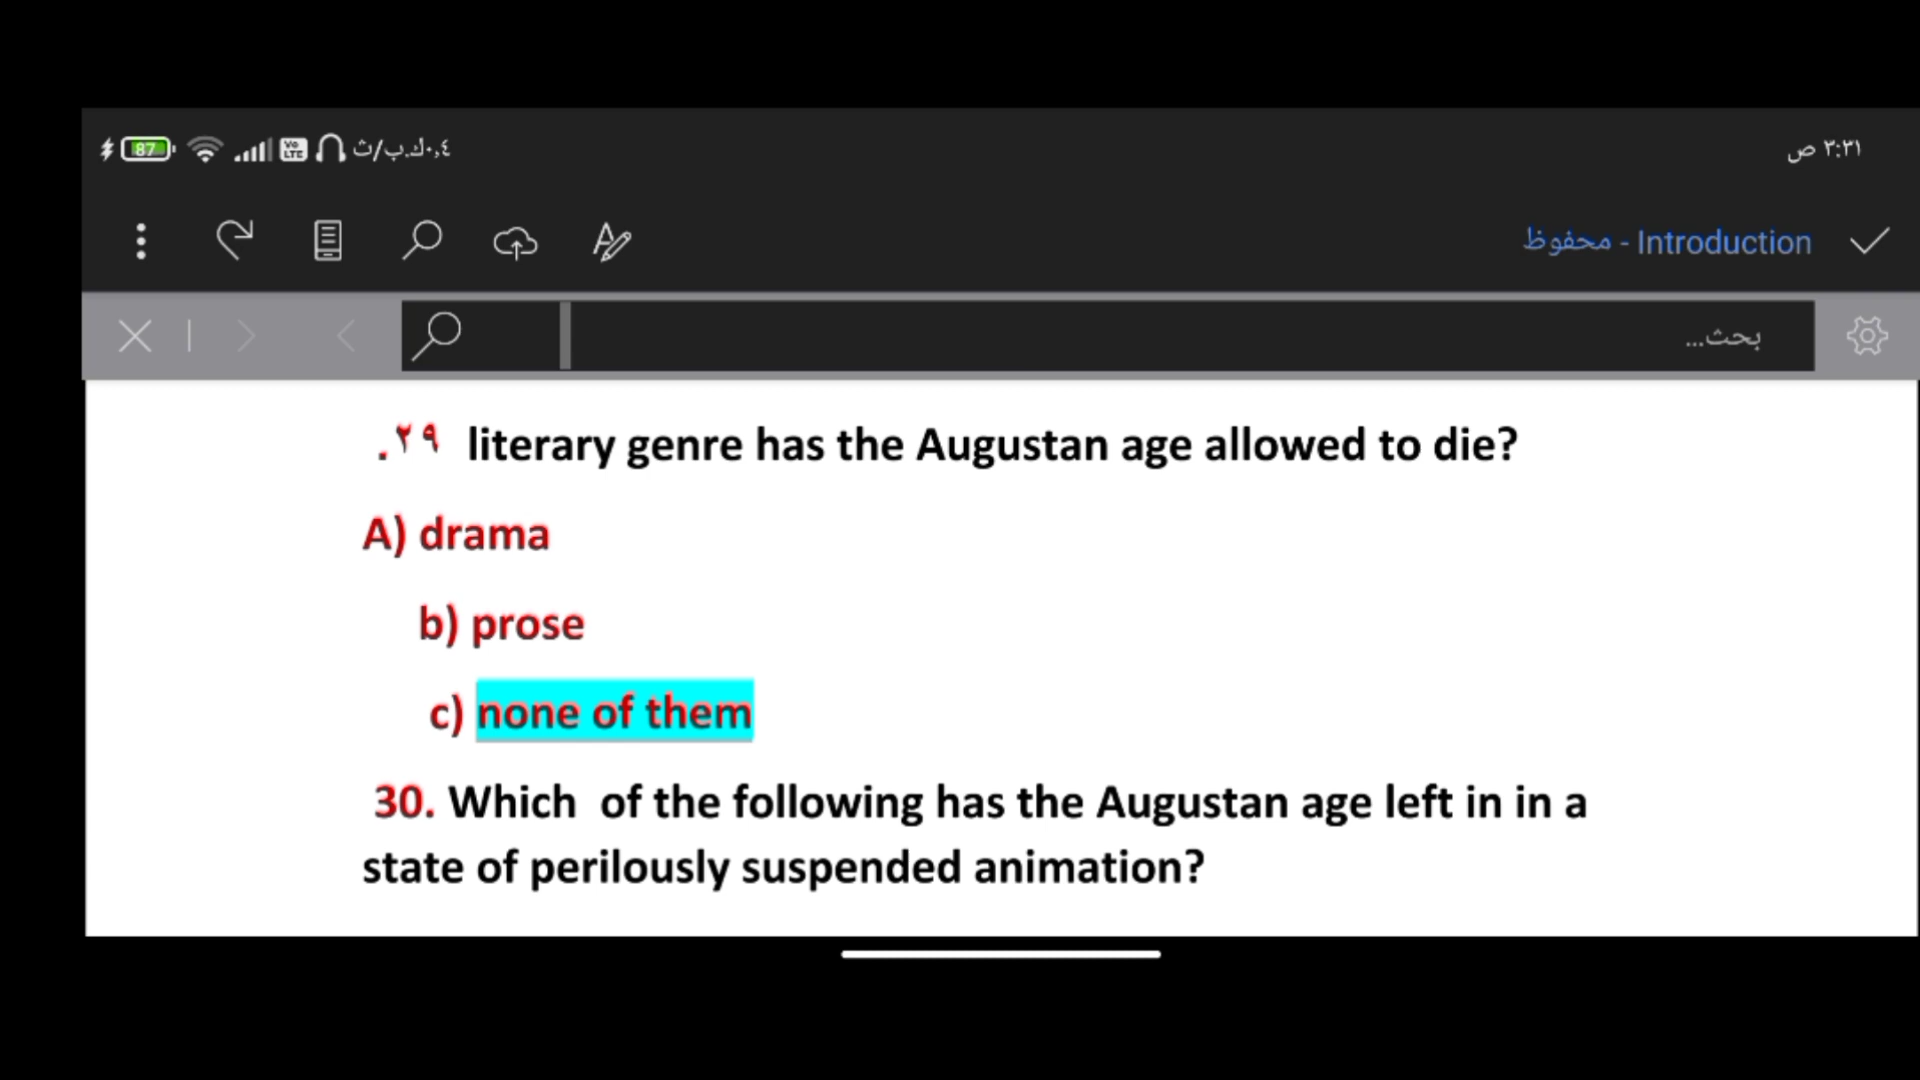 87 ٠,٤ك.ب/ث ٣:٣١ ص
Introduction - محفوظ
بحث...
٢٩. literary genre has the Augustan age allowed to die?
A) drama
b) prose
c) none of them
30. Which of the following has the Augustan age left in in a
state of perilously suspended animation?